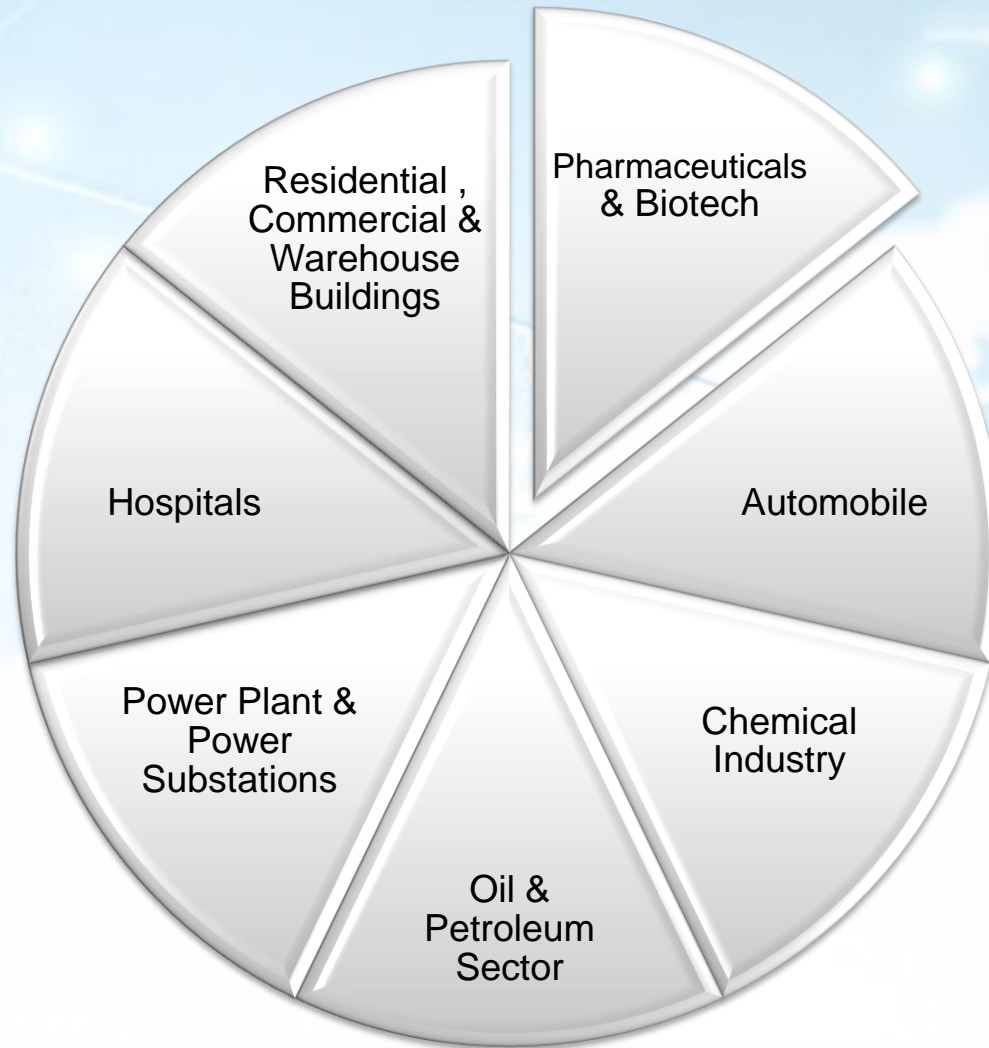 Pharmaceuticals
& Biotech
Automobile
Chemical
Industry
Oil &
Petroleum
Sector
Power Plant &
Power
Substations
Hospitals
Residential ,
Commercial &
Warehouse
Buildings